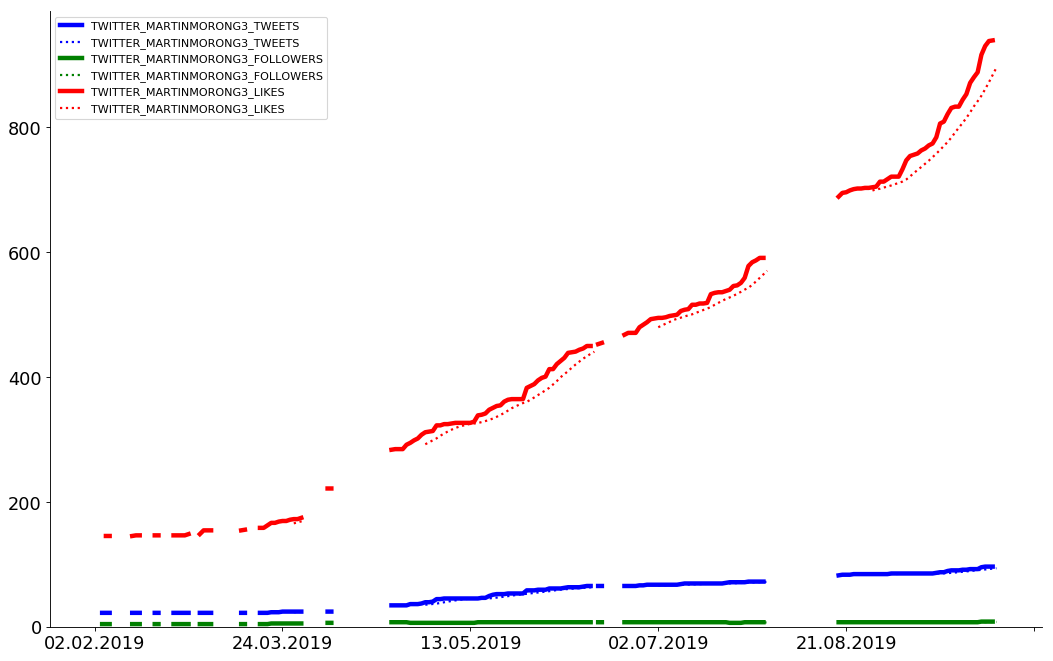 TWITTER_MARTINMORONG3_TWEETS
TWITTER_MARTINMORONG3_TWEETS
TWITTER_MARTINMORONG3_FOLLOWERS
TWITTER_MARTINMORONG3_FOLLOWERS
TWITTER_MARTINMORONG3_LIKES
TWITTER_MARTINMORONG3_LIKES
800
600
400
200
0
02.02.2019 24.03.2019 13.05.2019 02.07.2019 21.08.2019